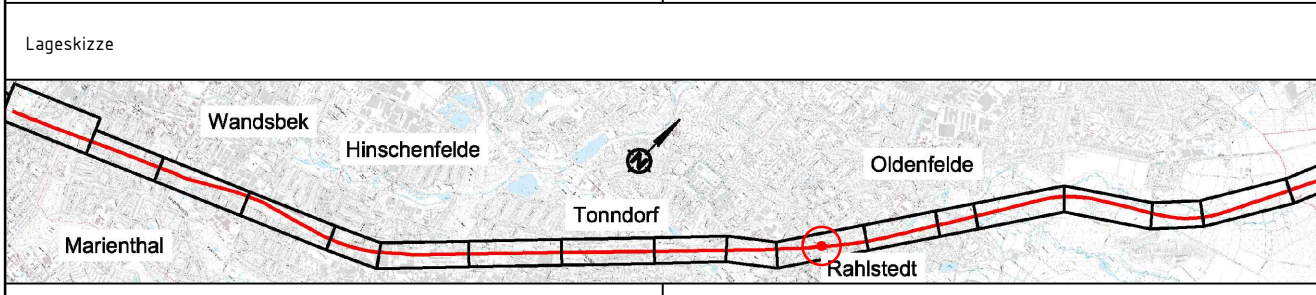 Lageskizze
Wandsbek
Hinschenfelde
Oldenfelde
Tonndorf
Marienthal
Rahlstedt